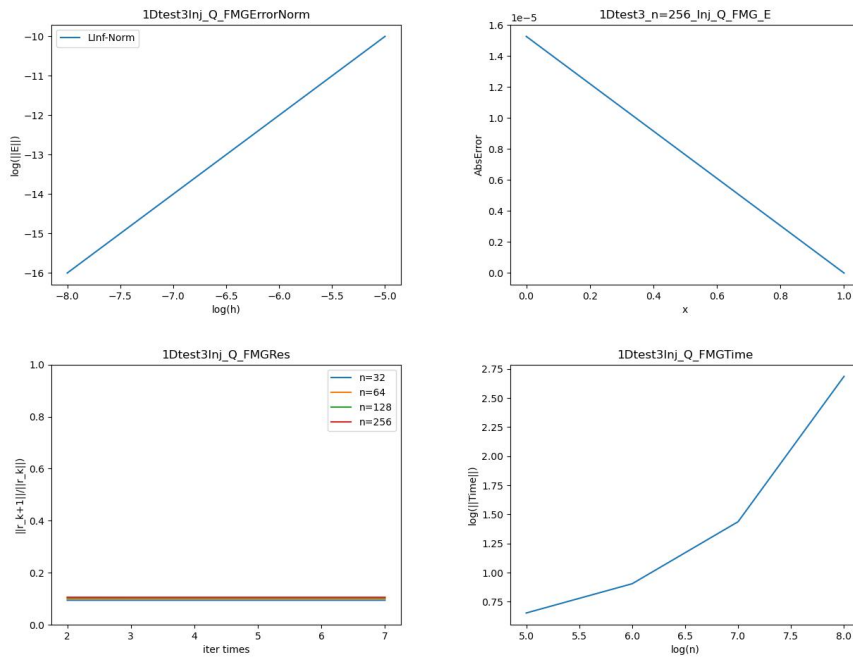 1Dtest3Inj_Q_FMGErrorNorm
LInf-Norm
log(||E||)
−10
−11
−12
−13
−14
−15
−16
−8.0 −7.5 −7.0 −6.5 −6.0 −5.5 −5.0
log(h)
1Dtest3_n=256_Inj_Q_FMG_E
1e−5
AbsError
1.6
1.4
1.2
1.0
0.8
0.6
0.4
0.2
0.0
0.0 0.2 0.4 0.6 0.8 1.0
x
1Dtest3Inj_Q_FMGRes
n=32
n=64
n=128
n=256
||r_k+1||/||r_k||
1.0
0.8
0.6
0.4
0.2
0.0
2 3 4 5 6 7
iter times
1Dtest3Inj_Q_FMGTime
log(||Time||)
2.75
2.50
2.25
2.00
1.75
1.50
1.25
1.00
0.75
5.0 5.5 6.0 6.5 7.0 7.5 8.0
log(n)